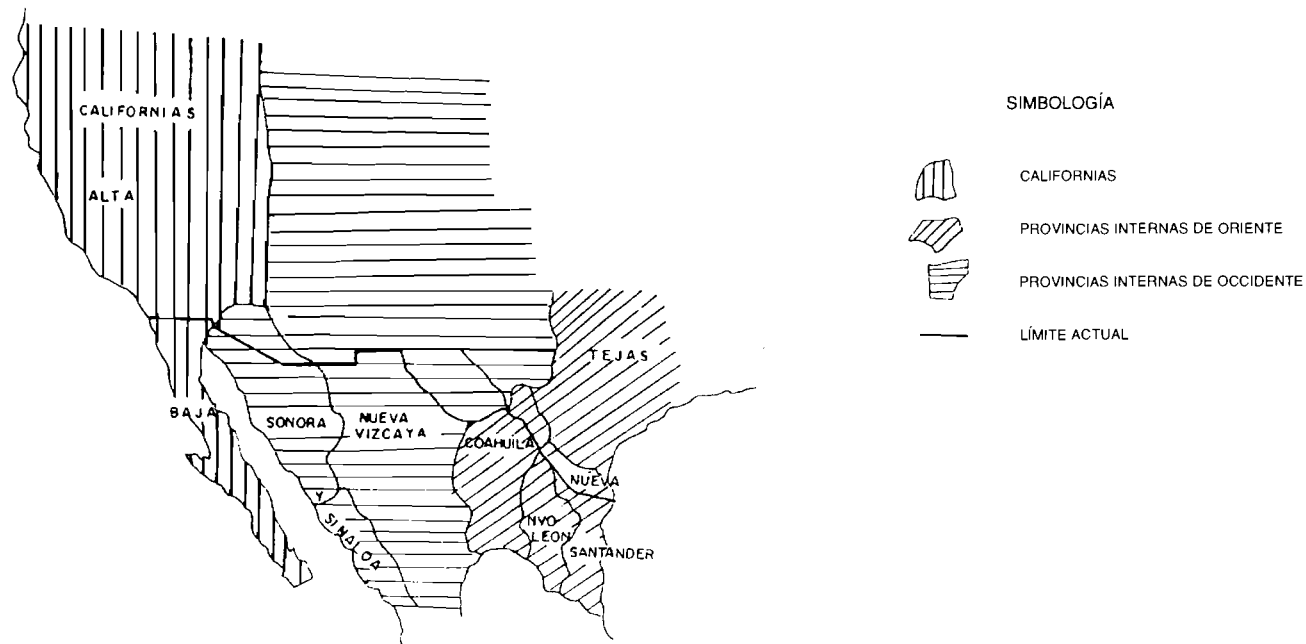 CALIFORNIAS
ALTA
BAJA
SONORA
Y
SINALOA
NUEVA
VIZCAYA
COAHUILA
TEJAS
NUEVA
SANTANDER
NVO
LEON
SIMBOLOGÍA
CALIFORNIAS
PROVINCIAS INTERNAS DE ORIENTE
PROVINCIAS INTERNAS DE OCCIDENTE
LÍMITE ACTUAL